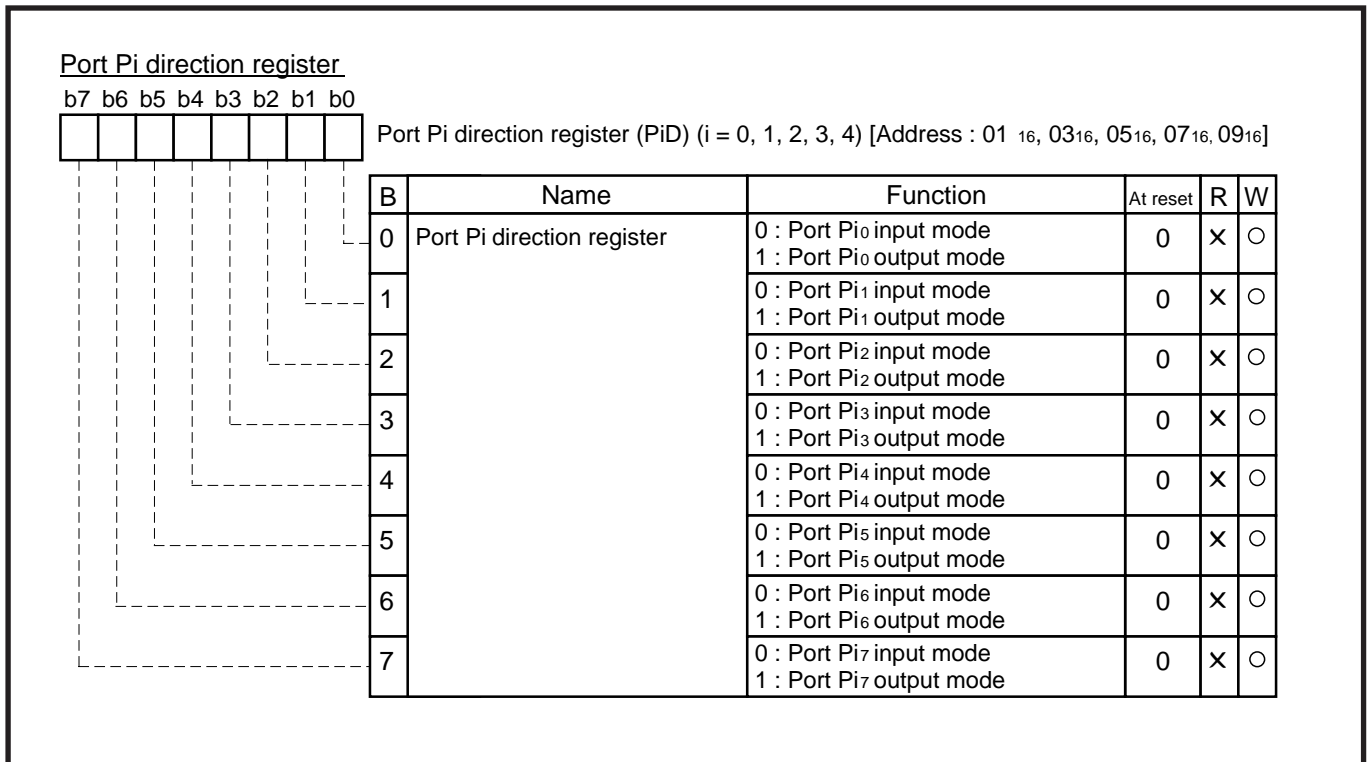 Port Pi direction register
b7 b6 b5 b4 b3 b2 b1 b0
Port Pi direction register (PiD) (i = 0, 1, 2, 3, 4) [Address : 01 16, 0316, 0516, 0716, 0916]
B Name Function At reset R W
0 Port Pi direction register 0 : Port Pi0 input mode 0 × ○
1 : Port Pi0 output mode
1 0 : Port Pi1 input mode 0 × ○
1 : Port Pi1 output mode
2 0 : Port Pi2 input mode 0 × ○
1 : Port Pi2 output mode
3 0 : Port Pi3 input mode 0 × ○
1 : Port Pi3 output mode
4 0 : Port Pi4 input mode 0 × ○
1 : Port Pi4 output mode
5 0 : Port Pi5 input mode 0 × ○
1 : Port Pi5 output mode
6 0 : Port Pi6 input mode 0 × ○
1 : Port Pi6 output mode
7 0 : Port Pi7 input mode 0 × ○
1 : Port Pi7 output mode